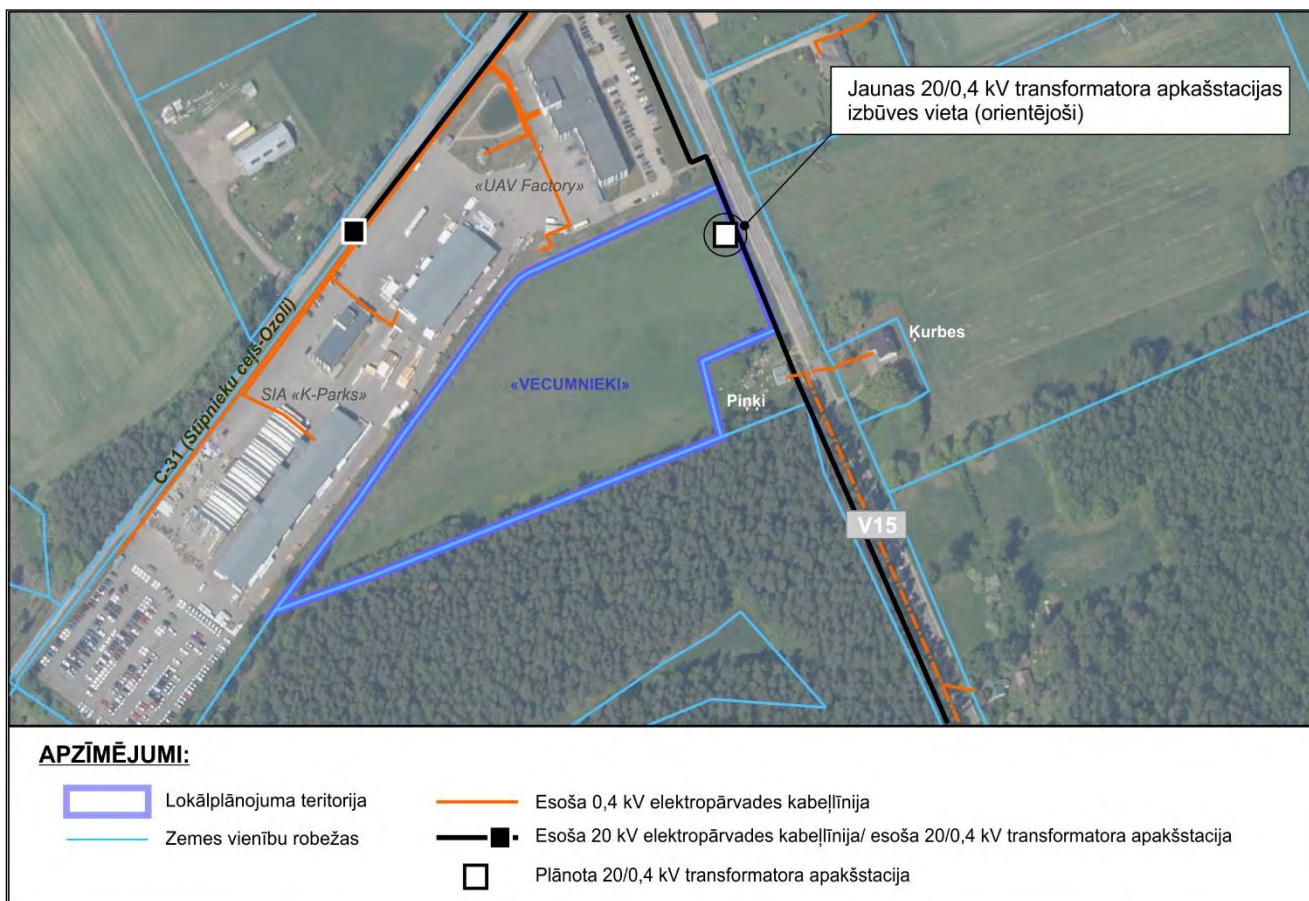 Jaunas 20/0,4 kV transformatora apkašstacijas
izbūves vieta (orientējoši)
«UAV Factory»
C-31 (Stīpnieku ceļš-Ozoli)
SIA «K-Parks»
«VECUMNIEKI»
Ķurbes
Piņķi
V15
APZĪMĒJUMI:
Lokālplānojuma teritorija
Zemes vienību robežas
Esoša 0,4 kV elektropārvades kabeļlīnija
Esoša 20 kV elektropārvades kabeļlīnija/ esoša 20/0,4 kV transformatora apakšstacija
Plānota 20/0,4 kV transformatora apakšstacija